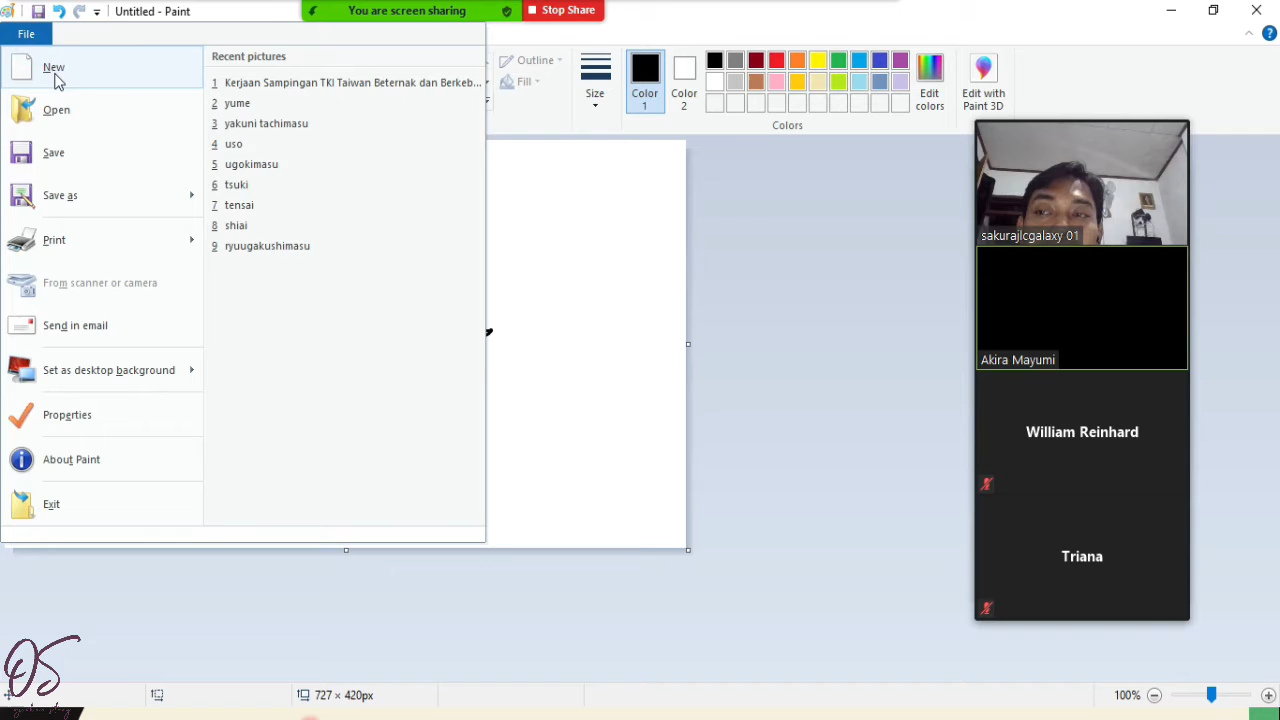 Untitled - Paint
You are screen sharing
Stop Share
File
New
Open
Save
Save as
Print
From scanner or camera
Send in email
Set as desktop background
Properties
About Paint
Exit
Recent pictures
1 Kerjaan Sampingan TKI Taiwan Beternak dan Berkeb...
2 yume
3 yakuni tachimasu
4 uso
5 ugokimasu
6 tsuki
7 tensai
8 shiai
9 ryuugakushimasu
Outline
Fill
Size
Color 1
Color 2
Edit colors
Edit with Paint 3D
Colors
sakurajlcgalaxy 01
Akira Mayumi
William Reinhard
Triana
OS
727 × 420px
100%